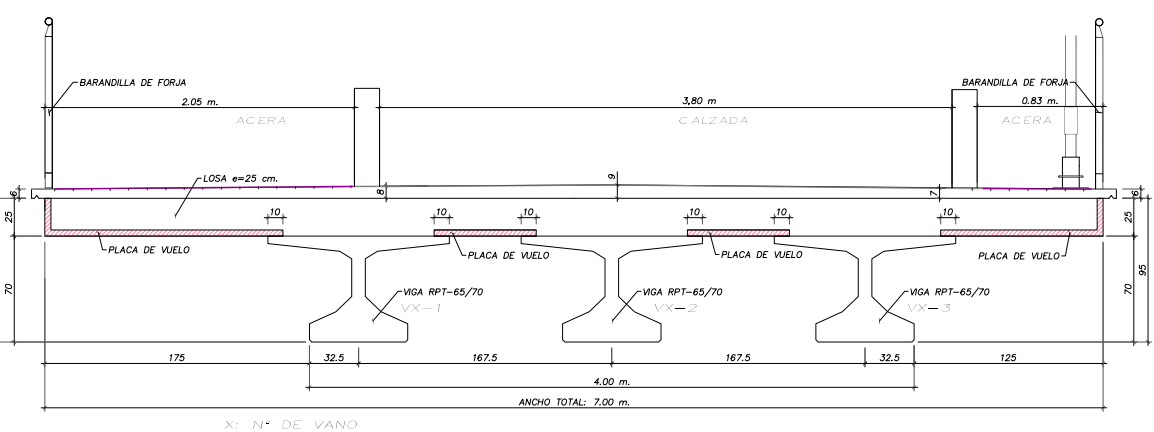 BARANDILLA DE FORJA
BARANDILLA DE FORJA
2.05 m.
3,80 m
0.83 m.
ACERA
CALZADA
ACERA
LOSA e=25 cm.
6
8
9
7
6
25
10
10
10
10
10
10
25
PLACA DE VUELO
PLACA DE VUELO
PLACA DE VUELO
PLACA DE VUELO
70
VIGA RPT-65/70
VX-1
VIGA RPT-65/70
VX-2
VIGA RPT-65/70
VX-3
70
95
175
32.5
167.5
167.5
32.5
125
4.00 m.
ANCHO TOTAL: 7.00 m.
X: Nº DE VANO